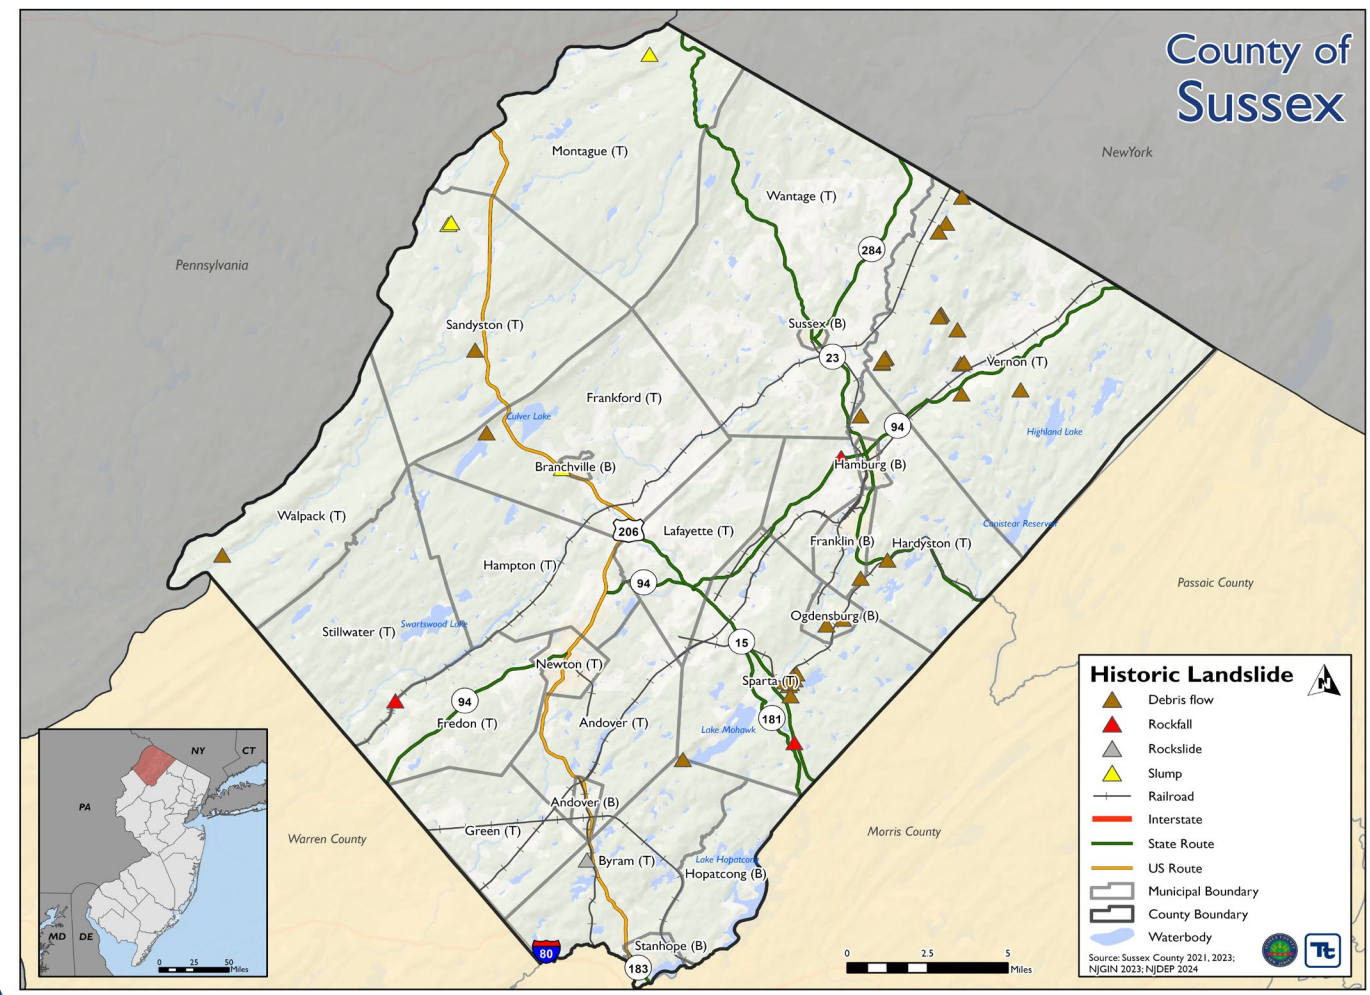 County of
Sussex
NewYork
Pennsylvania
Montague (T)
Wantage (T)
284
Sandyston (T)
Sussex (B)
23
Vernon (T)
Frankford (T)
Culver Lake
94
Highland Lake
Branchville (B)
Hamburg (B)
Walpack (T)
206
Lafayette (T)
Franklin (B)
Hardyston (T)
Canistear Reservoir
Hampton (T)
94
Passaic County
Stillwater (T)
Swartswood Lake
Ogdensburg (B)
15
Newton (T)
Sparta (T)
94
Fredon (T)
Andover (T)
Lake Mohawk
181
Andover (B)
Green (T)
Warren County
Morris County
Byram (T)
Lake Hopatcong
Hopatcong (B)
Stanhope (B)
80
183
Historic Landslide
N
Debris flow
Rockfall
Rockslide
Slump
Railroad
Interstate
State Route
US Route
Municipal Boundary
County Boundary
Waterbody
Source: Sussex County 2021, 2023;
NJGIN 2023; NJDEP 2024
Tt
0 2.5 5
Miles
NY CT
PA
MD DE
0 25 50
Miles